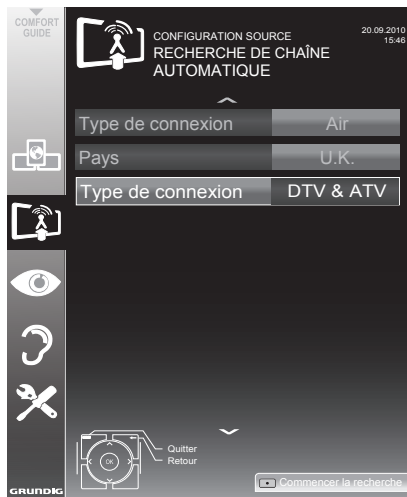 COMFORT
GUIDE
CONFIGURATION SOURCE
20.09.2010
15:46
RECHERCHE DE CHAÎNE
AUTOMATIQUE
Type de connexion Air
Pays U.K.
Type de connexion DTV & ATV
OK
Quitter
Retour
Commencer la recherche
GRUNDIG